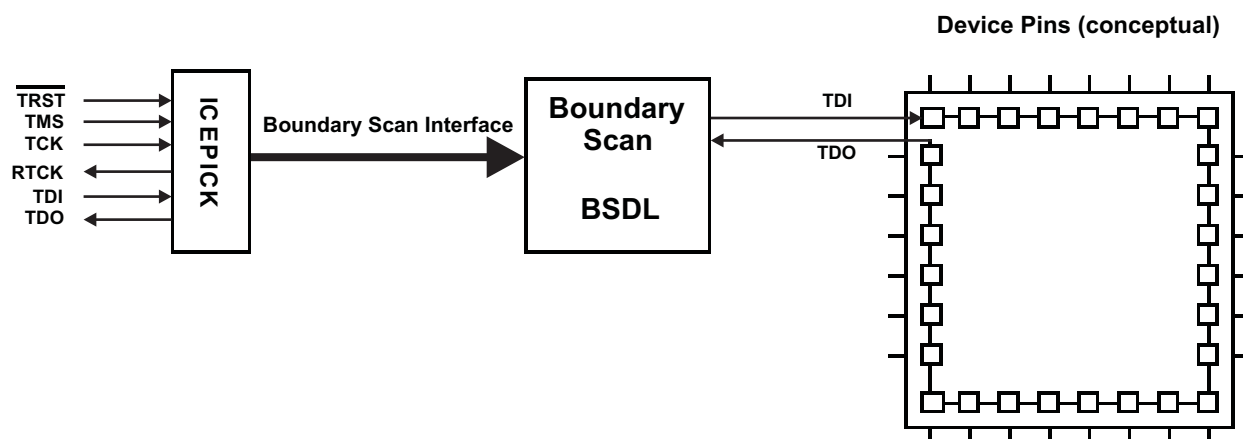 Device Pins (conceptual)
TRST
TMS
TCK
RTCK
TDI
TDO
ICEPICK
Boundary Scan Interface
Boundary
Scan
BSDL
TDI
TDO